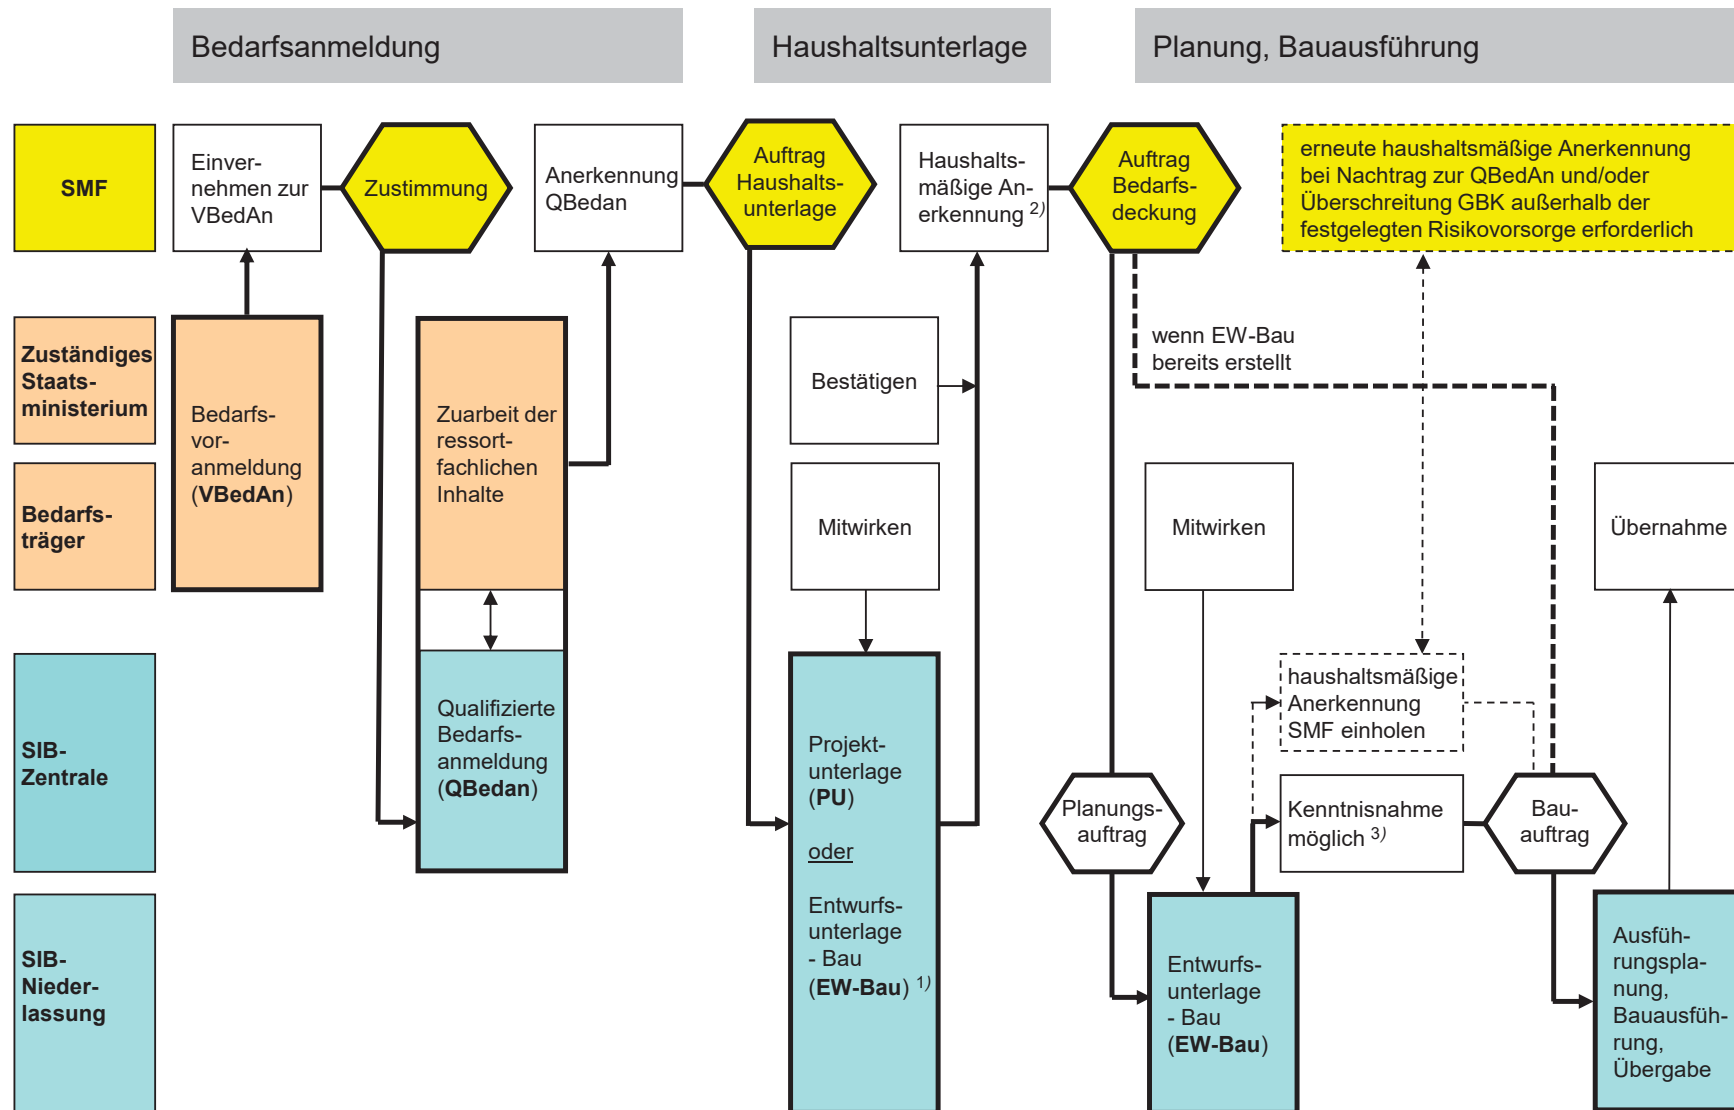 Bedarfsanmeldung
Haushaltsunterlage
Planung, Bauausführung
SMF
Einver-
nehmen zur
VBedAn
Zustimmung
Anerkennung
QBedan
Auftrag
Haushalts-
unterlage
Haushalts-
mäßige An-
erkennung 2)
Auftrag
Bedarfs-
deckung
erneute haushaltsmäßige Anerkennung
bei Nachtrag zur QBedAn und/oder
Überschreitung GBK außerhalb der
festgelegten Risikovorsorge erforderlich
Zuständiges
Staats-
ministerium
Bedarfs-
träger
Bedarfs-
vor-
anmeldung
(VBedAn)
Zuarbeit der
ressort-
fachlichen
Inhalte
Bestätigen
Mitwirken
wenn EW-Bau
bereits erstellt
Mitwirken
Übernahme
SIB-
Zentrale
Qualifizierte
Bedarfs-
anmeldung
(QBedan)
Projekt-
unterlage
(PU)
oder
Entwurfs-
unterlage
- Bau
(EW-Bau) 1)
haushaltsmäßige
Anerkennung
SMF einholen
Planungs-
auftrag
Kenntnisnahme
möglich 3)
Bau-
auftrag
SIB-
Nieder-
lassung
Entwurfs-
unterlage
- Bau
(EW-Bau)
Ausfüh-
rungspla-
nung,
Bauausfüh-
rung,
Übergabe